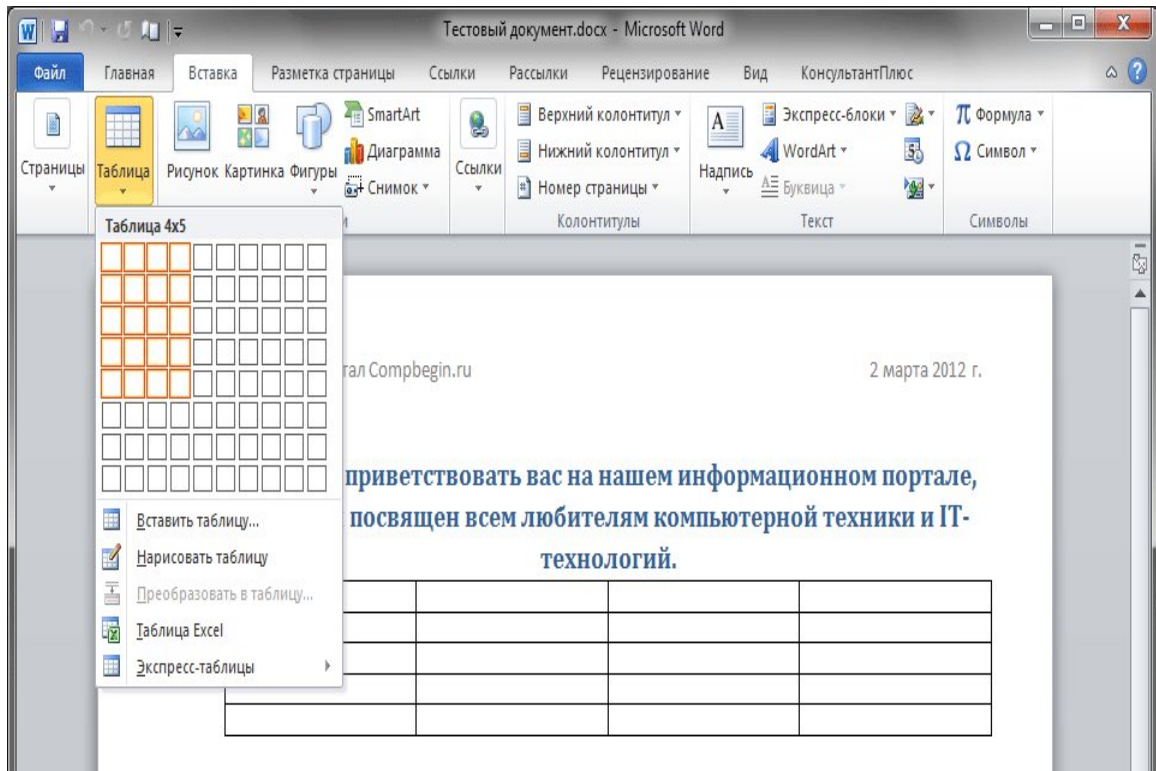 Тестовый документ.docx - Microsoft Word
Файл Главная Вставка Разметка страницы Ссылки Рассылки Рецензирование Вид КонсультантПлюс
Страницы
Таблица
Рисунок Картинка Фигуры
SmartArt
Диаграмма
Снимок
Ссылки
Верхний колонтитул
Нижний колонтитул
Номер страницы
Колонтитулы
Надпись
Экспресс-блоки
WordArt
Буквица
Текст
Формула
Символ
Символы
Таблица 4x5
Вставить таблицу...
Нарисовать таблицу
Преобразовать в таблицу...
Таблица Excel
Экспресс-таблицы
Compbegin.ru 2 марта 2012 г.
приветствовать вас на нашем информационном портале,
посвящен всем любителям компьютерной техники и IT-
технологий.